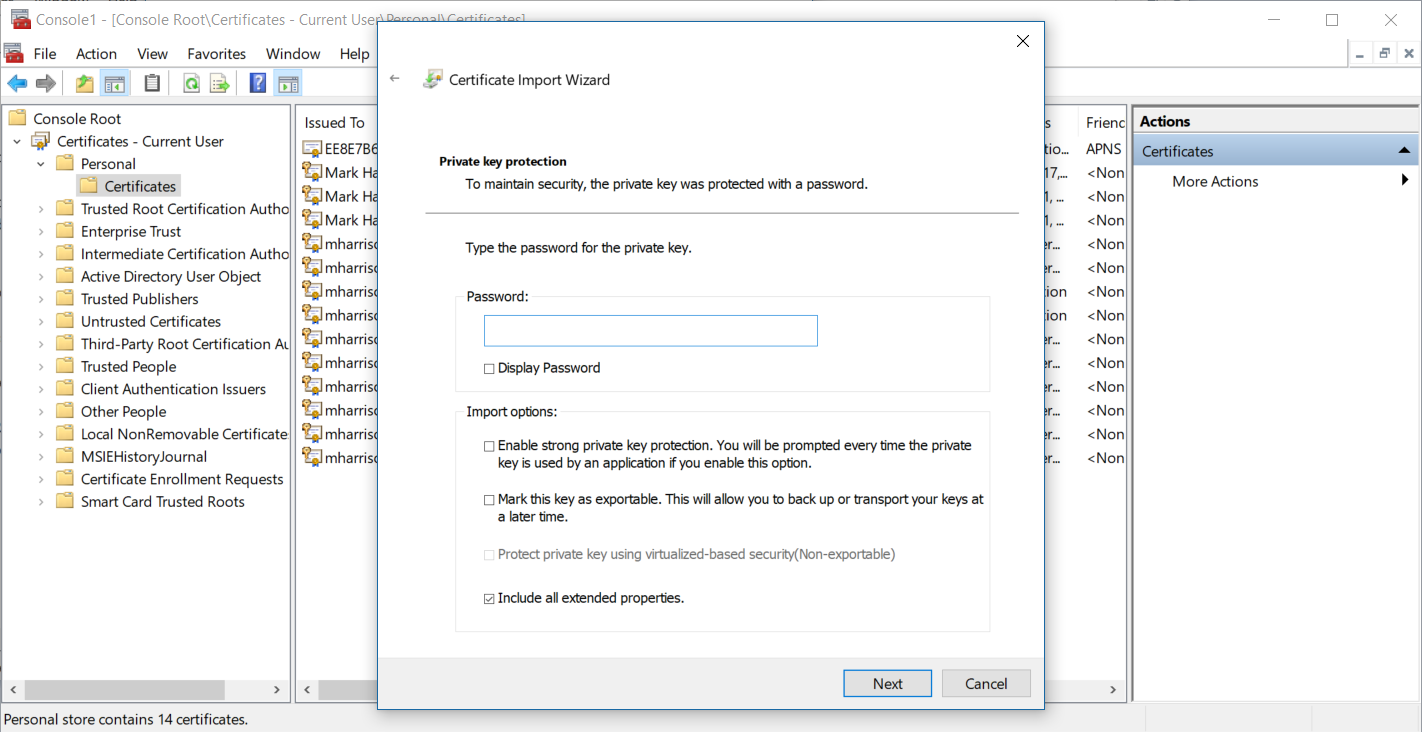 Console1 - [Console Root\Certificates - Current User\Personal\Certificates]
File Action View Favorites Window Help
Console Root
Certificates - Current User
Personal
Certificates
Trusted Root Certification Autho
Enterprise Trust
Intermediate Certification Autho
Active Directory User Object
Trusted Publishers
Untrusted Certificates
Third-Party Root Certification Au
Trusted People
Client Authentication Issuers
Other People
Local NonRemovable Certificate
MSIEHistoryJournal
Certificate Enrollment Requests
Smart Card Trusted Roots
Issued To
EE8E7B6
Mark Ha
Mark Ha
Mark Ha
mharriso
mharriso
mharriso
mharriso
mharriso
mharriso
mharriso
mharriso
mharriso
mharriso
Certificate Import Wizard
Private key protection
To maintain security, the private key was protected with a password.
Type the password for the private key.
Password:
Display Password
Import options:
Enable strong private key protection. You will be prompted every time the private
key is used by an application if you enable this option.
Mark this key as exportable. This will allow you to back up or transport your keys at
a later time.
Protect private key using virtualized-based security(Non-exportable)
Include all extended properties.
Next
Cancel
s Friend
tio... APNS
17,... <Non
1, ... <Non
1, ... <Non
er... <Non
er... <Non
ion <Non
ion <Non
er... <Non
er... <Non
er... <Non
er... <Non
er... <Non
er... <Non
Actions
Certificates
More Actions
Personal store contains 14 certificates.